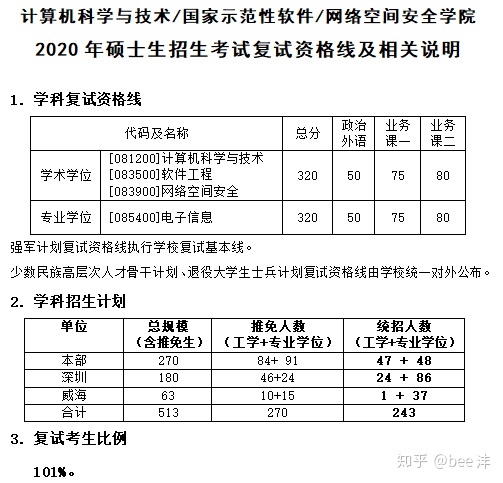 计算机科学与技术/国家示范性软件/网络空间安全学院
2020 年硕士生招生考试复试资格线及相关说明
1. 学科复试资格线
代码及名称 总分 政治外语 业务课一 业务课二
学术学位 [081200]计算机科学与技术 [083500]软件工程 [083900]网络空间安全 320 50 75 80
专业学位 [085400]电子信息 320 50 75 80
强军计划复试资格线执行学校复试基本线。
少数民族高层次人才骨干计划、退役大学生士兵计划复试资格线由学校统一对外公布。
2. 学科招生计划
单位 总规模(含推免生) 推免人数(工学+专业学位) 统招人数(工学+专业学位)
本部 270 84+ 91 47 + 48
深圳 180 46+24 24 + 86
威海 63 10+15 1 + 37
合计 513 270 243
3. 复试考生比例
101%。
知乎 @bee沣